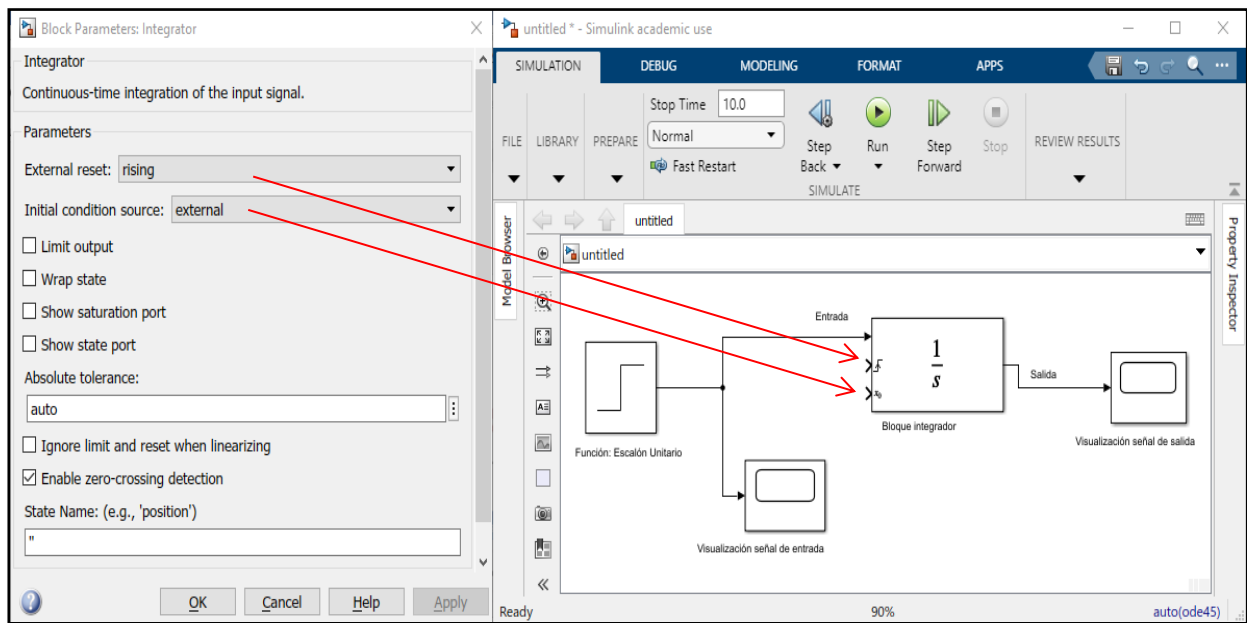 Block Parameters: Integrator
Integrator
Continuous-time integration of the input signal.
Parameters
External reset: rising
Initial condition source: external
Limit output
Wrap state
Show saturation port
Show state port
Absolute tolerance:
auto
Ignore limit and reset when linearizing
Enable zero-crossing detection
State Name: (e.g., 'position')
''
OK Cancel Help Apply
untitled * - Simulink academic use
SIMULATION DEBUG MODELING FORMAT APPS
FILE LIBRARY PREPARE
Stop Time 10.0
Normal
Fast Restart
Step Back
Run
Step Forward
Stop
SIMULATE
REVIEW RESULTS
Model Browser
untitled
untitled
Property Inspector
Entrada
1
s
x₀
Salida
Bloque integrador
Función: Escalón Unitario
Visualización señal de salida
Visualización señal de entrada
Ready 90% auto(ode45)